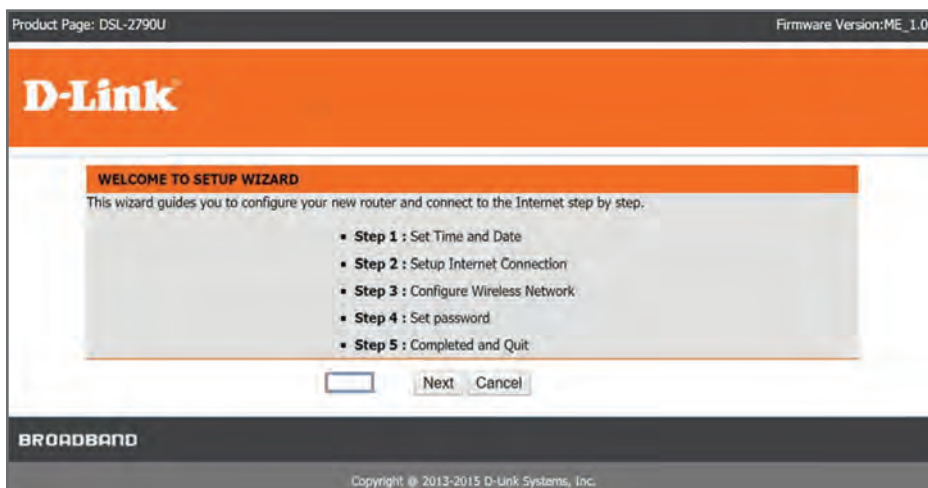 Product Page: DSL-2790U Firmware Version:ME_1.0
D-Link
WELCOME TO SETUP WIZARD
This wizard guides you to configure your new router and connect to the Internet step by step.
▪ Step 1 : Set Time and Date
▪ Step 2 : Setup Internet Connection
▪ Step 3 : Configure Wireless Network
▪ Step 4 : Set password
▪ Step 5 : Completed and Quit
Next Cancel
BROADBAND
Copyright @ 2013-2015 D-Link Systems, Inc.